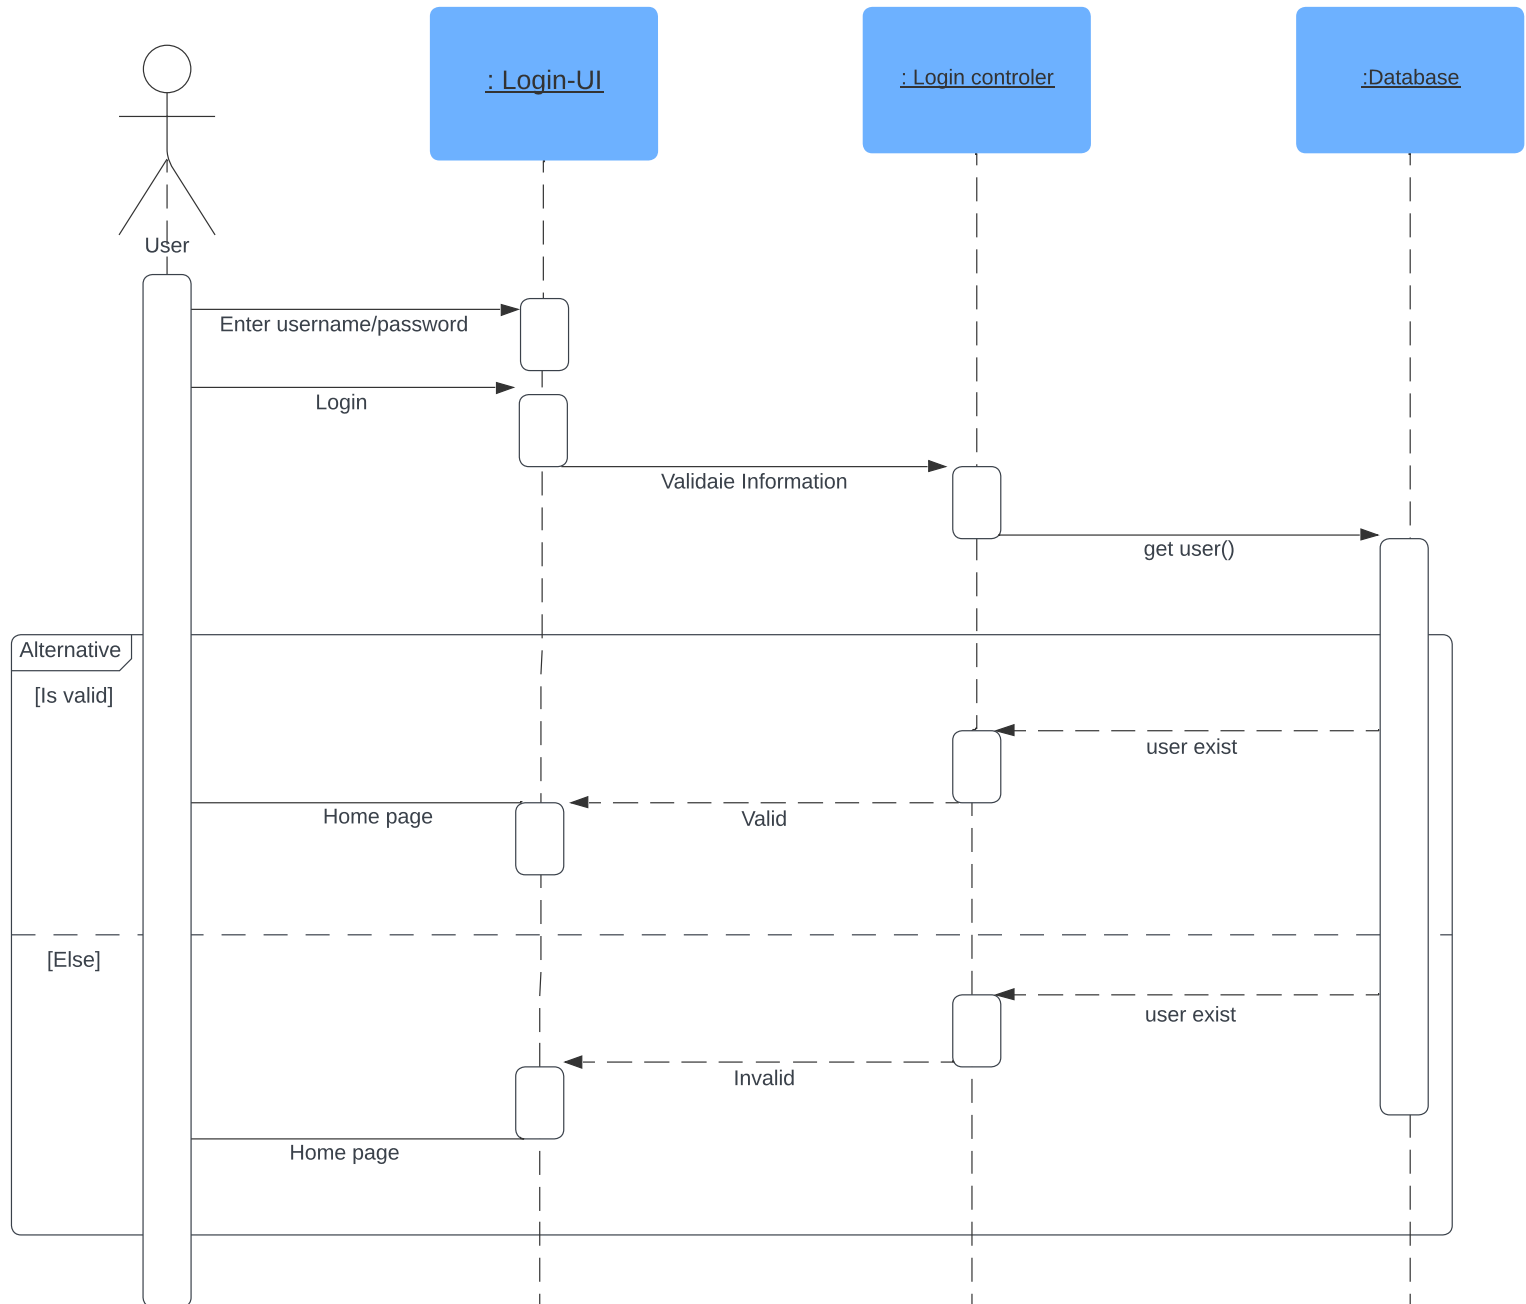 : Login-UI
: Login controler
:Database
User
Enter username/password
Login
Validaie Information
get user()
Alternative
[Is valid]
user exist
Home page
Valid
[Else]
user exist
Invalid
Home page